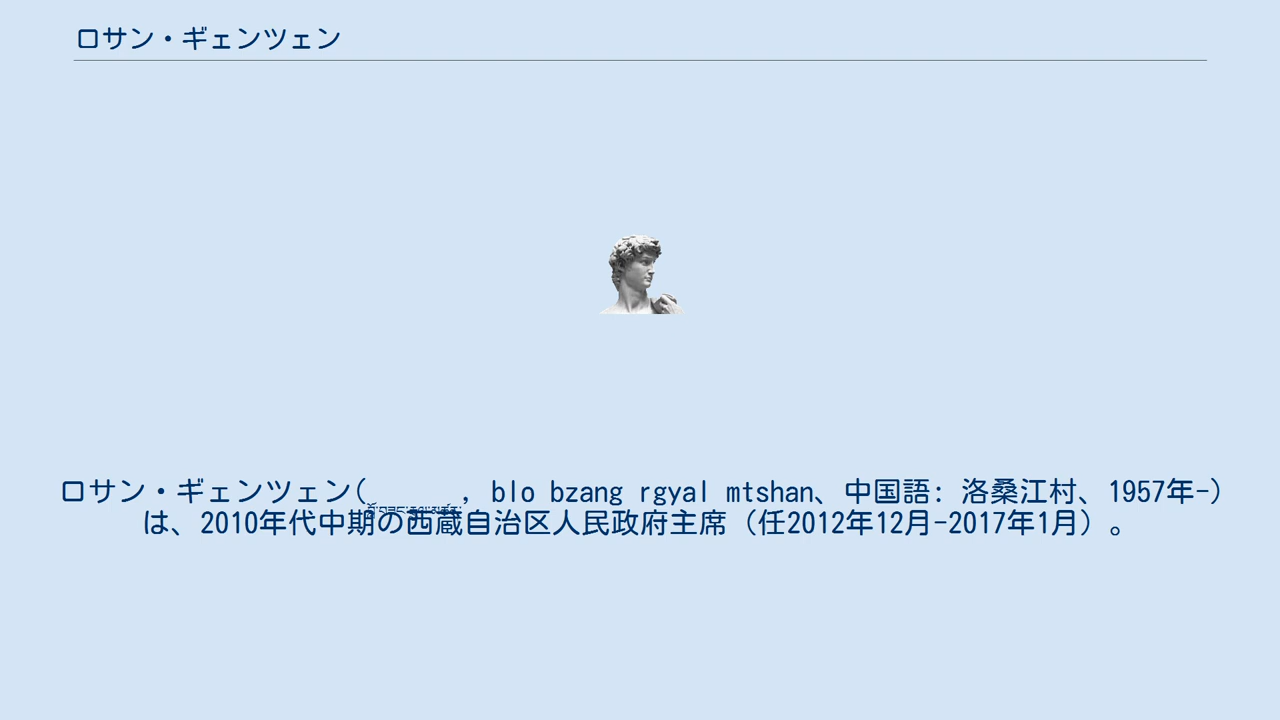 ロサン・ギェンツェン
ロサン・ギェンツェン( , blo bzang rgyal mtshan、中国語: 洛桑江村、1957年-)
は、2010年代中期の西蔵自治区人民政府主席（任2012年12月-2017年1月）。